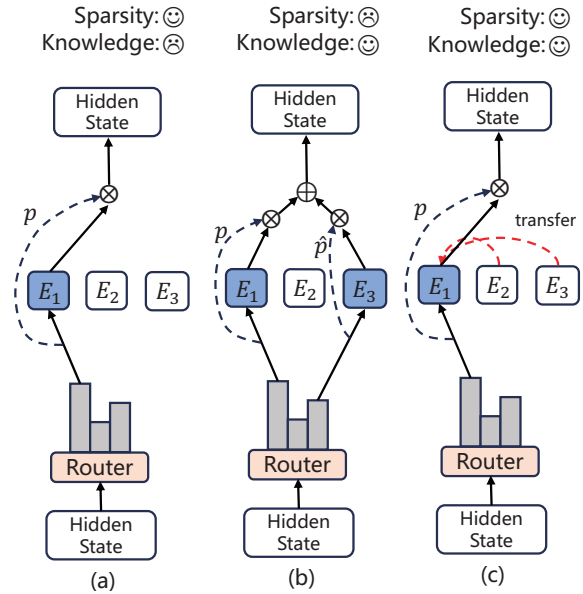 Sparsity:☺
Knowledge:☹
Hidden
State
⊗
p
E₁ E₂ E₃
Router
Hidden
State
(a)
Sparsity:☹
Knowledge:☺
Hidden
State
⊕
⊗ ⊗
p p̂
E₁ E₂ E₃
Router
Hidden
State
(b)
Sparsity:☺
Knowledge:☺
Hidden
State
⊗
p transfer
E₁ E₂ E₃
Router
Hidden
State
(c)